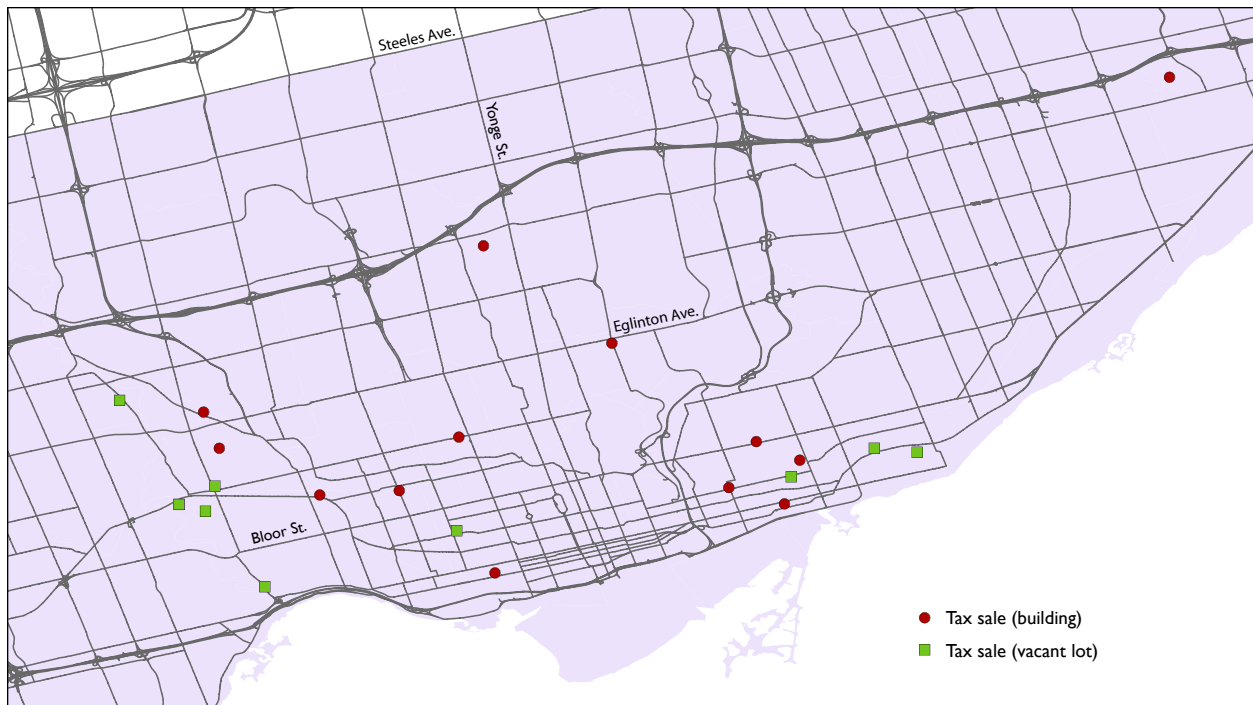 Steeles Ave.
Yonge St.
Eglinton Ave.
Bloor St.
Tax sale (building)
Tax sale (vacant lot)